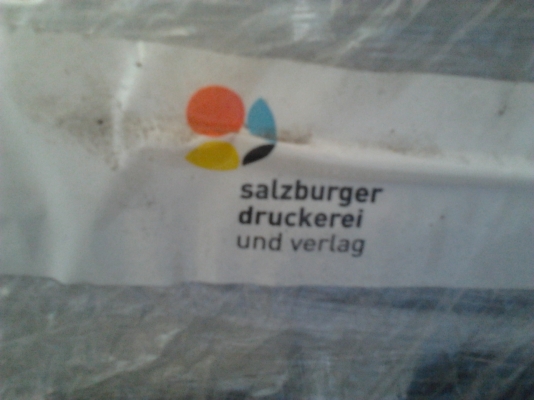 salzburger
druckerei
und verlag